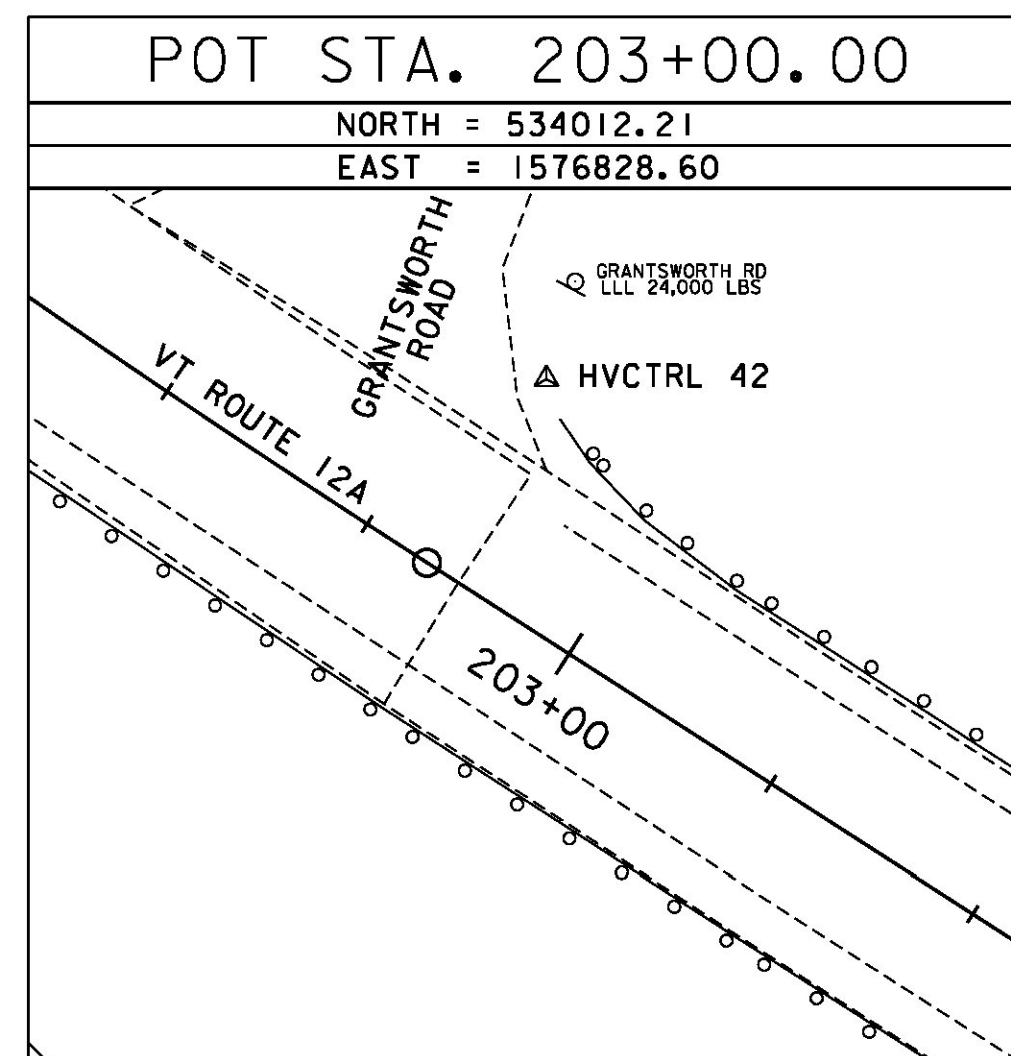 POT STA. 203+00.00
NORTH = 534012.21
EAST = 1576828.60
GRANTSWORTH
ROAD
GRANTSWORTH RD
LLL 24,000 LBS
HVCTRL 42
VT ROUTE 12A
203+00